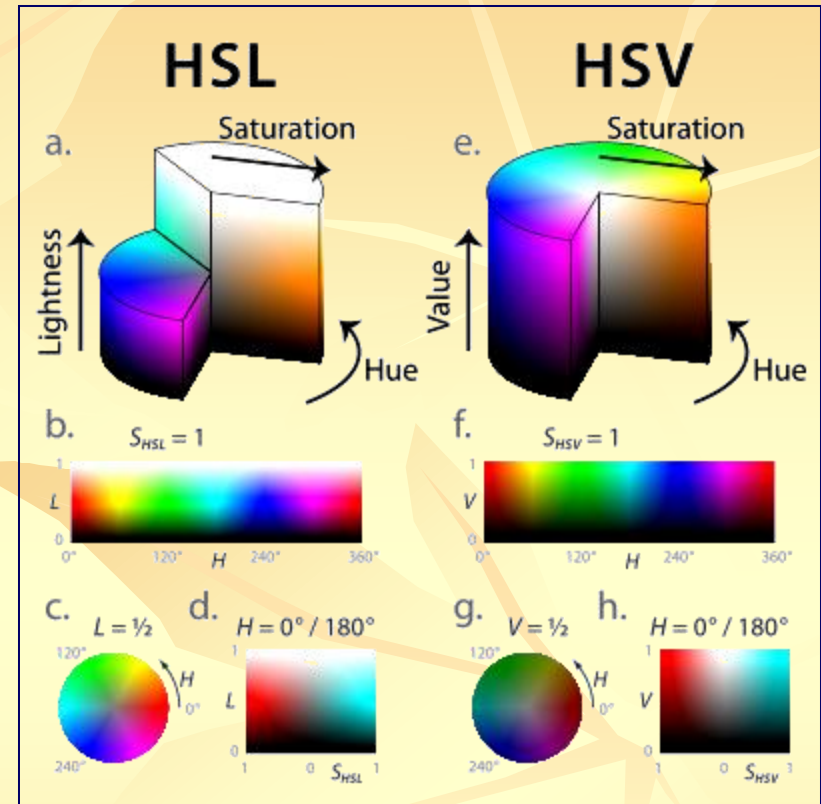 HSL
HSV
a.
Saturation
Lightness
Hue
e.
Saturation
Value
Hue
b.
S_HSL = 1
1
L
0
0°
120°
H
240°
360°
f.
S_HSV = 1
1
V
0
0°
120°
H
240°
360°
c.
L = ½
120°
H
0°
240°
d.
H = 0° / 180°
1
L
0
1
0
S_HSL
1
g.
V = ½
120°
H
0°
240°
h.
H = 0° / 180°
1
V
0
1
0
S_HSV
1